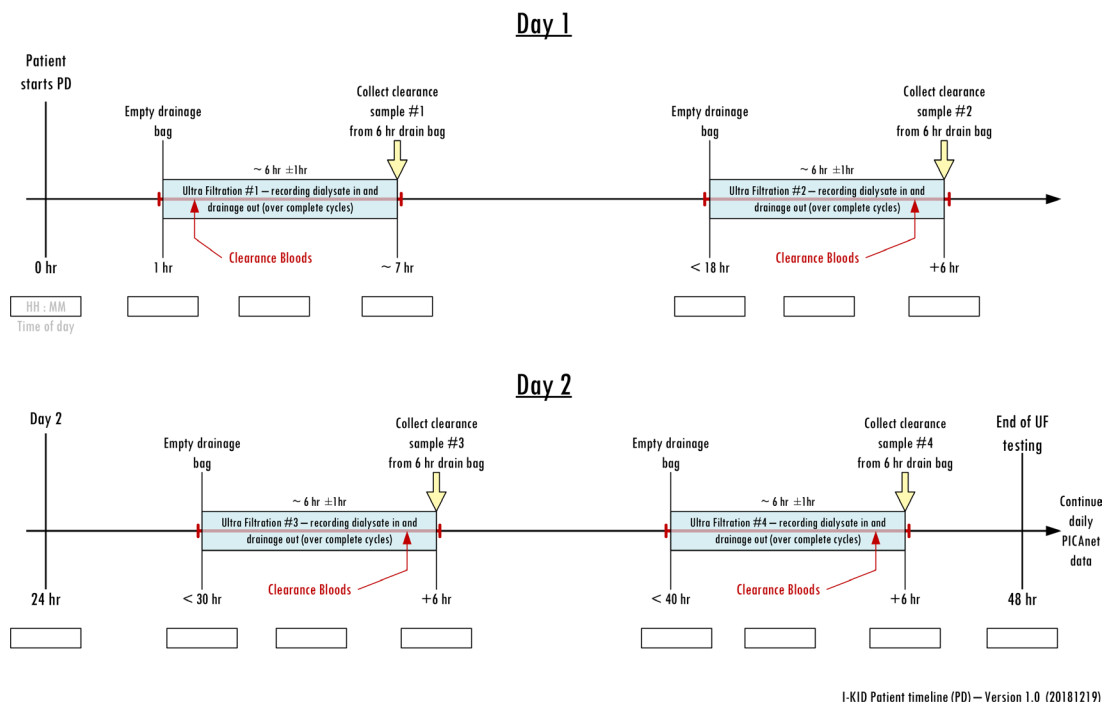 Day 1
Patient
starts PD
Empty drainage
bag
Collect clearance
sample #1
from 6 hr drain bag
Empty drainage
bag
Collect clearance
sample #2
from 6 hr drain bag
~ 6 hr ±1hr
Ultra Filtration #1 – recording dialysate in and
drainage out (over complete cycles)
~ 6 hr ±1hr
Ultra Filtration #2 – recording dialysate in and
drainage out (over complete cycles)
Clearance Bloods
Clearance Bloods
0 hr
1 hr
~ 7 hr
< 18 hr
+6 hr
HH : MM
Time of day
Day 2
Day 2
Empty drainage
bag
Collect clearance
sample #3
from 6 hr drain bag
Empty drainage
bag
Collect clearance
sample #4
from 6 hr drain bag
End of UF
testing
~ 6 hr ±1hr
Ultra Filtration #3 – recording dialysate in and
drainage out (over complete cycles)
~ 6 hr ±1hr
Ultra Filtration #4 – recording dialysate in and
drainage out (over complete cycles)
Continue
daily
PICAnet
data
Clearance Bloods
Clearance Bloods
24 hr
< 30 hr
+6 hr
< 40 hr
+6 hr
48 hr
I-KID Patient timeline (PD) – Version 1.0 (20181219)